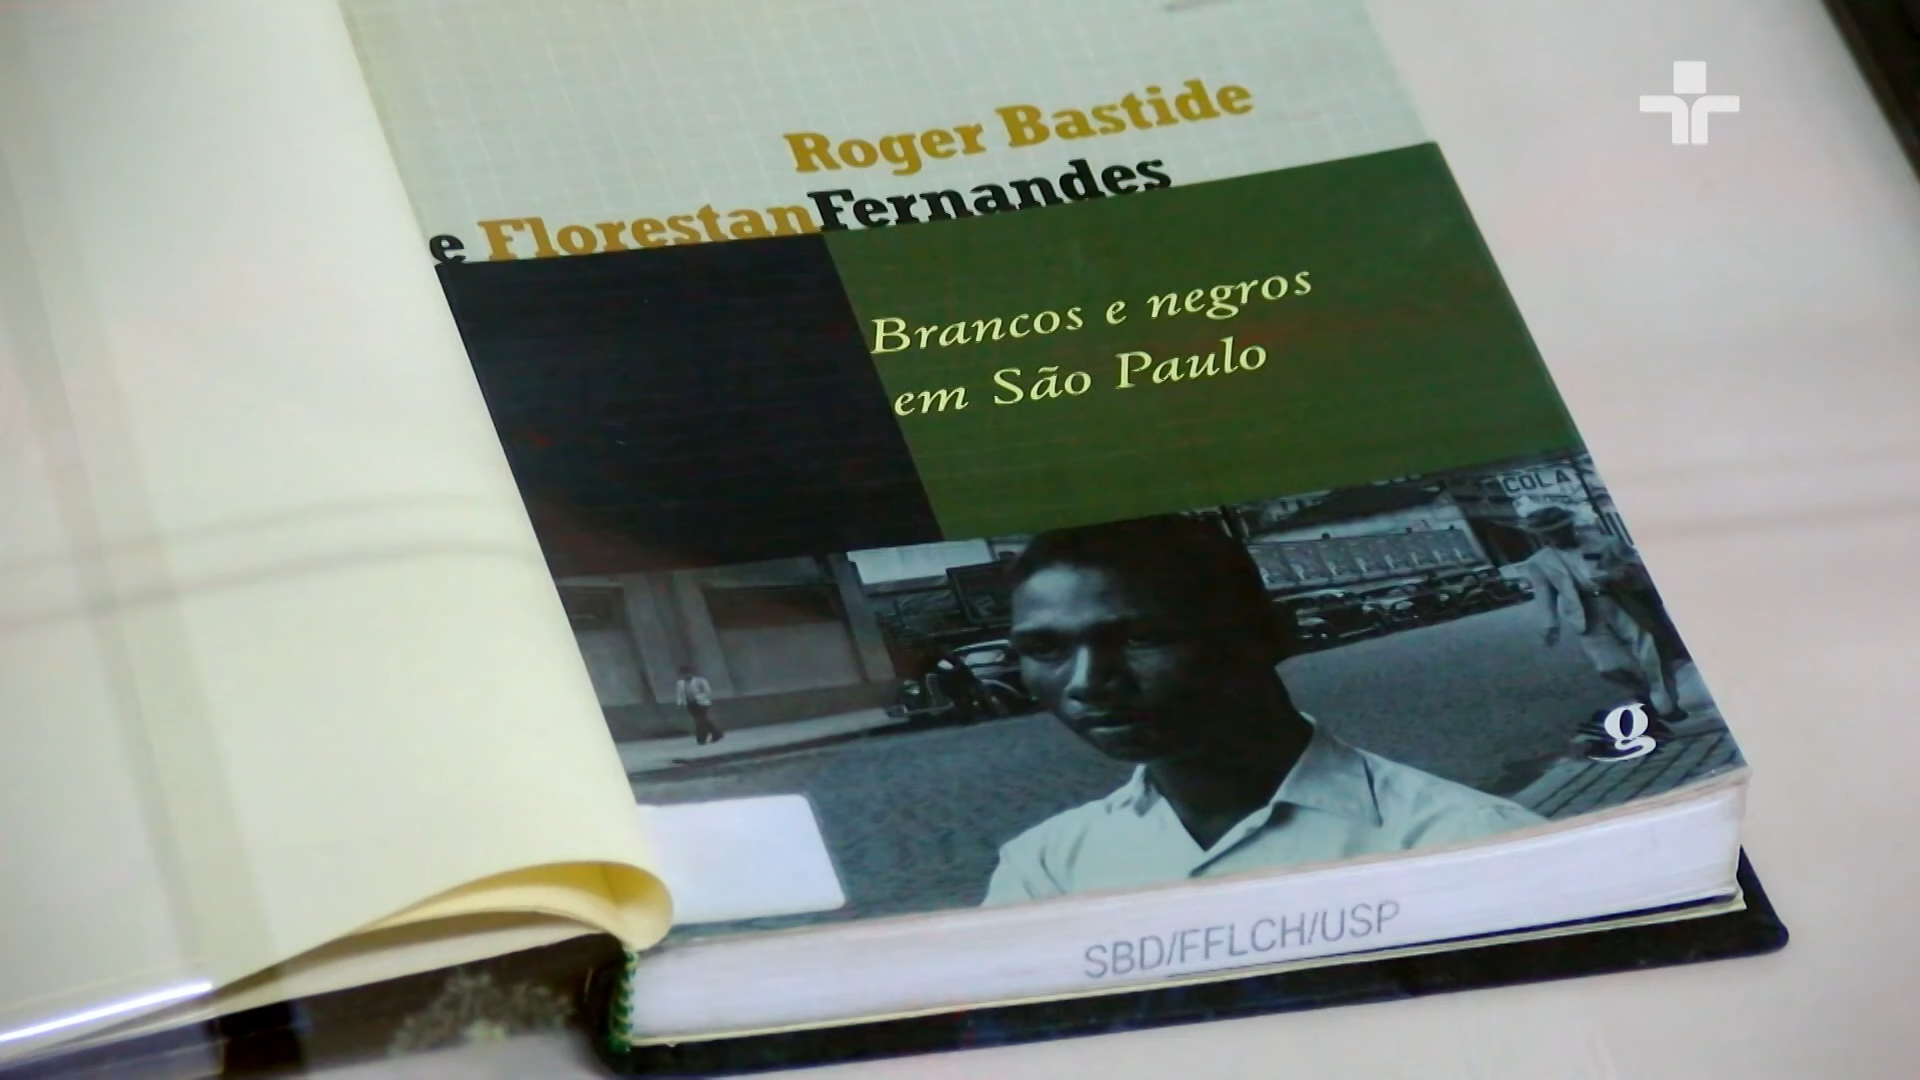 Roger Bastide
e Florestan Fernandes
Brancos e negros
em São Paulo
COLA
g
SBD/FFLCH/USP